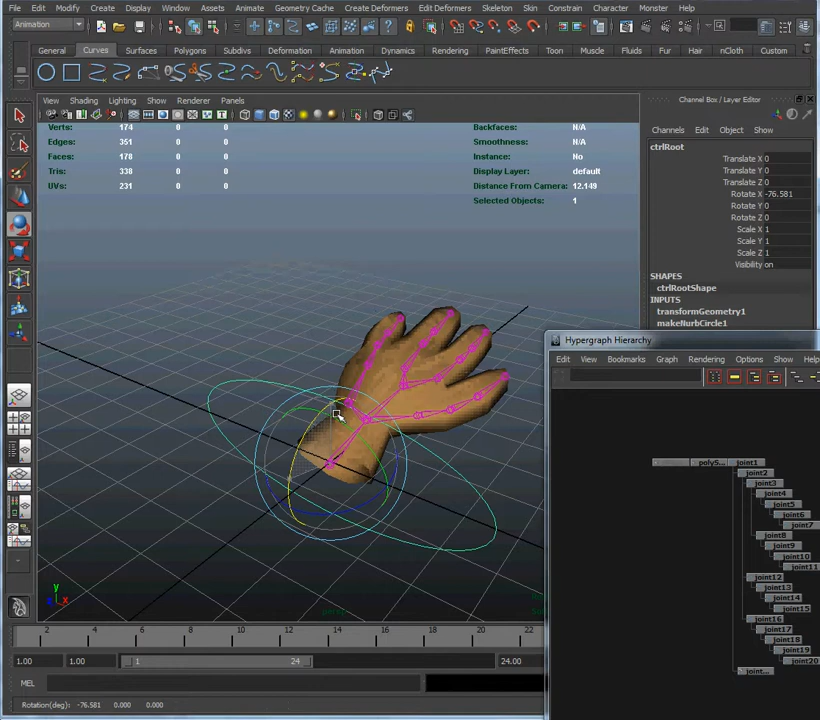 File Edit Modify Create Display Window Assets Animate Geometry Cache Create Deformers Edit Deformers Skeleton Skin Constrain Character Muscle Help
Animation
General Curves Surfaces Polygons Subdivs Deformation Animation Dynamics Rendering PaintEffects Toon Muscle Fluids Fur Hair nCloth Custom
View Shading Lighting Show Renderer Panels
Channel Box / Layer Editor
Channels Edit Object Show
Verts: 174 0 0
Edges: 351 0 0
Faces: 178 0 0
Tris: 338 0 0
UVs: 231 0 0
Backfaces: N/A
Smoothness: N/A
Instance: No
Display Layer: default
Distance From Camera: 12.149
Selected Objects: 1
ctrlRoot
Translate X 0
Translate Y 0
Translate Z 0
Rotate X -76.581
Rotate Y 0
Rotate Z 0
Scale X 1
Scale Y 1
Scale Z 1
Visibility on
SHAPES
ctrlRootShape
INPUTS
transformGeometry1
makeNurbCircle1
Hypergraph Hierarchy
Edit View Bookmarks Graph Rendering Options Show Help
polyS... joint1
joint2
joint3
joint4
joint5
joint6
joint7
joint8
joint9
joint10
joint11
joint12
joint13
joint14
joint15
joint16
joint17
joint18
joint19
joint20
joint...
y
z x
persp
2 4 6 8 10 12 14 16 18 20 22
1.00 1.00 1 24 24.00
MEL
Rotation(deg): -76.581 0.000 0.000